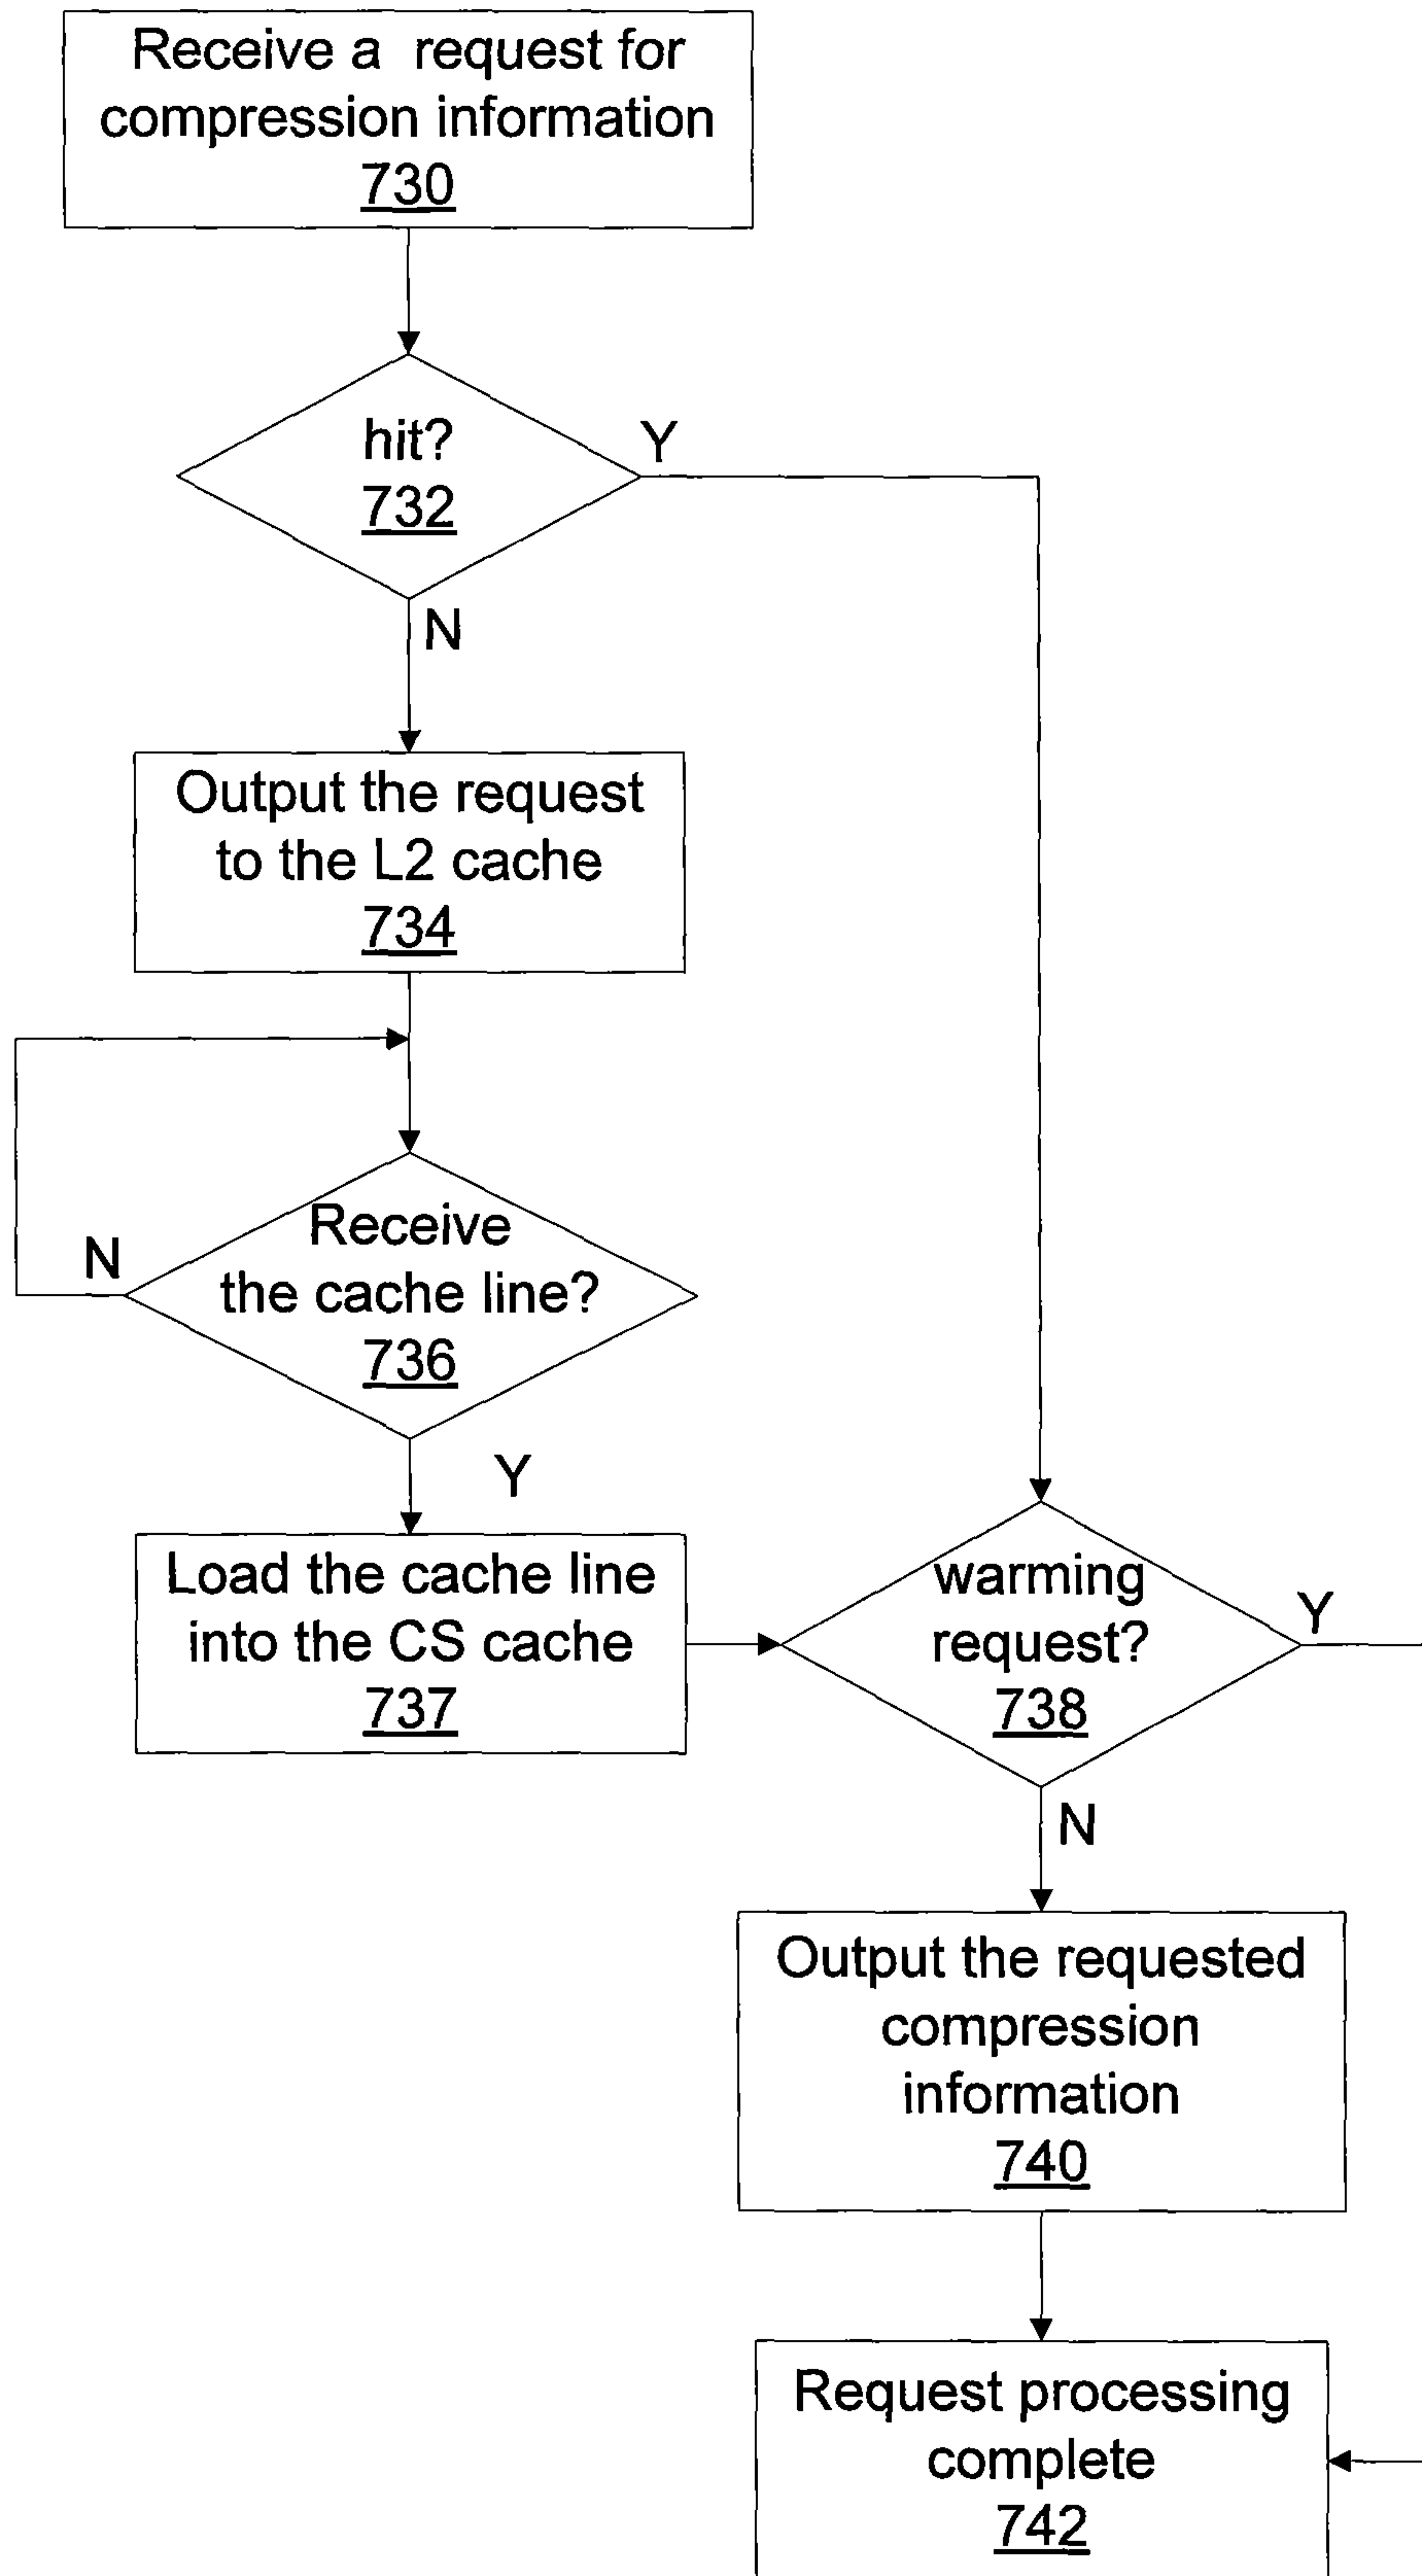 Receive a request for
compression information
730
hit?
732
Y
N
Output the request
to the L2 cache
734
Receive
the cache line?
736
N
Y
Load the cache line
into the CS cache
737
warming
request?
738
Y
N
Output the requested
compression
information
740
Request processing
complete
742